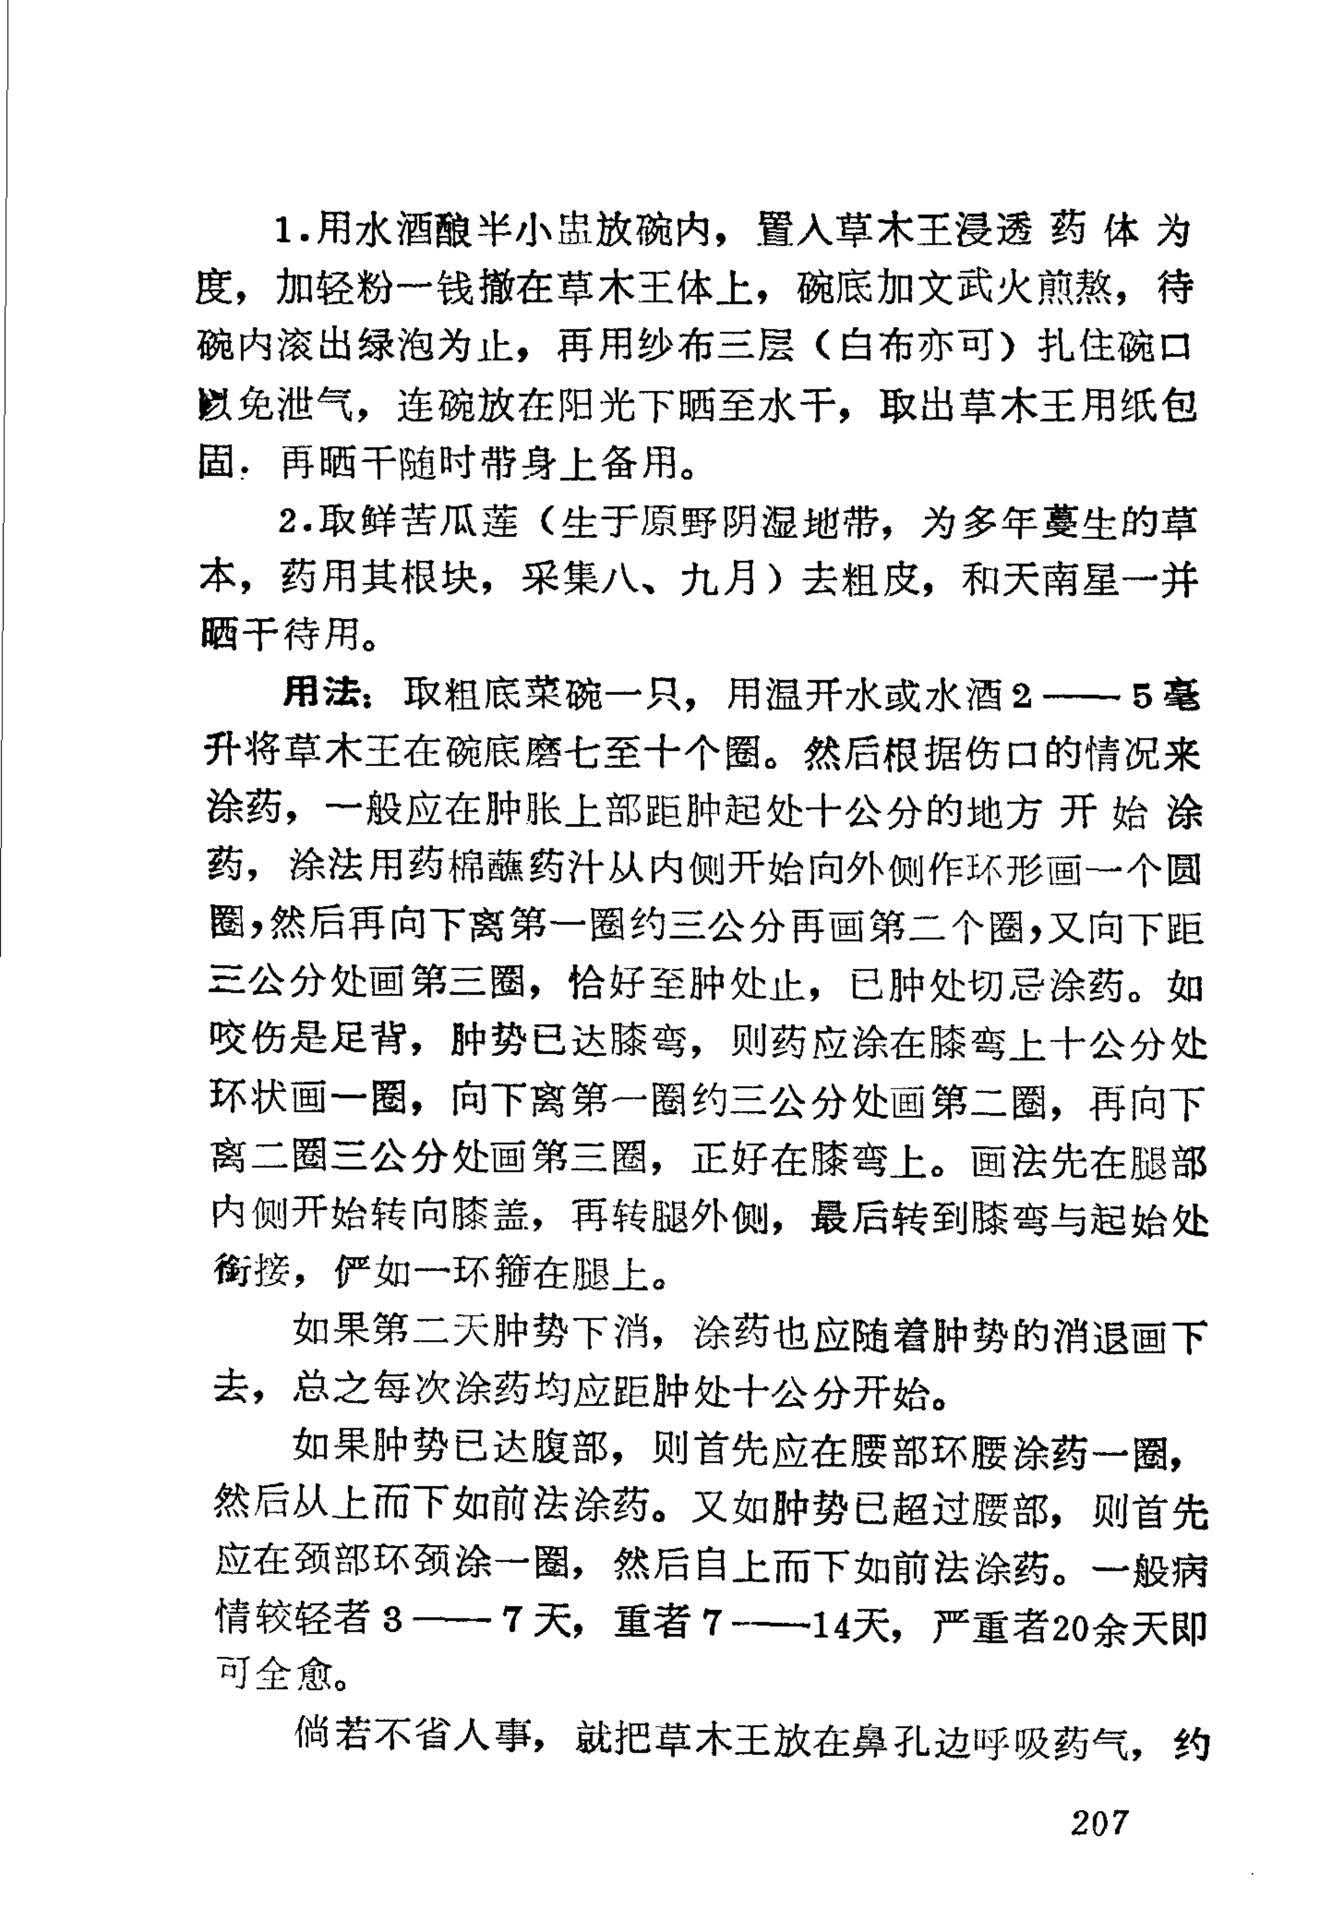 1.用水酒酿半小盅放碗内，置入草木王浸透药体为
度，加轻粉一钱撒在草木王体上，碗底加文武火煎熬，待
碗内滚出绿泡为止，再用纱布三层（白布亦可）扎住碗口
以免泄气，连碗放在阳光下晒至水干，取出草木王用纸包
固．再晒干随时带身上备用。
2.取鲜苦瓜莲（生于原野阴湿地带，为多年蔓生的草
本，药用其根块，采集八、九月）去粗皮，和天南星一并
晒干待用。
用法：取粗底菜碗一只，用温开水或水酒2——5毫
升将草木王在碗底磨七至十个圈。然后根据伤口的情况来
涂药，一般应在肿胀上部距肿起处十公分的地方开始涂
药，涂法用药棉蘸药汁从内侧开始向外侧作环形画一个圆
圈，然后再向下离第一圈约三公分再画第二个圈，又向下距
三公分处画第三圈，恰好至肿处止，已肿处切忌涂药。如
咬伤是足背，肿势已达膝弯，则药应涂在膝弯上十公分处
环状画一圈，向下离第一圈约三公分处画第二圈，再向下
离二圈三公分处画第三圈，正好在膝弯上。画法先在腿部
内侧开始转向膝盖，再转腿外侧，最后转到膝弯与起始处
衔接，俨如一环箍在腿上。
如果第二天肿势下消，涂药也应随着肿势的消退画下
去，总之每次涂药均应距肿处十公分开始。
如果肿势已达腹部，则首先应在腰部环腰涂药一圈，
然后从上而下如前法涂药。又如肿势已超过腰部，则首先
应在颈部环颈涂一圈，然后自上而下如前法涂药。一般病
情较轻者3——7天，重者7——14天，严重者20余天即
可全愈。
倘若不省人事，就把草木王放在鼻孔边呼吸药气，约
207